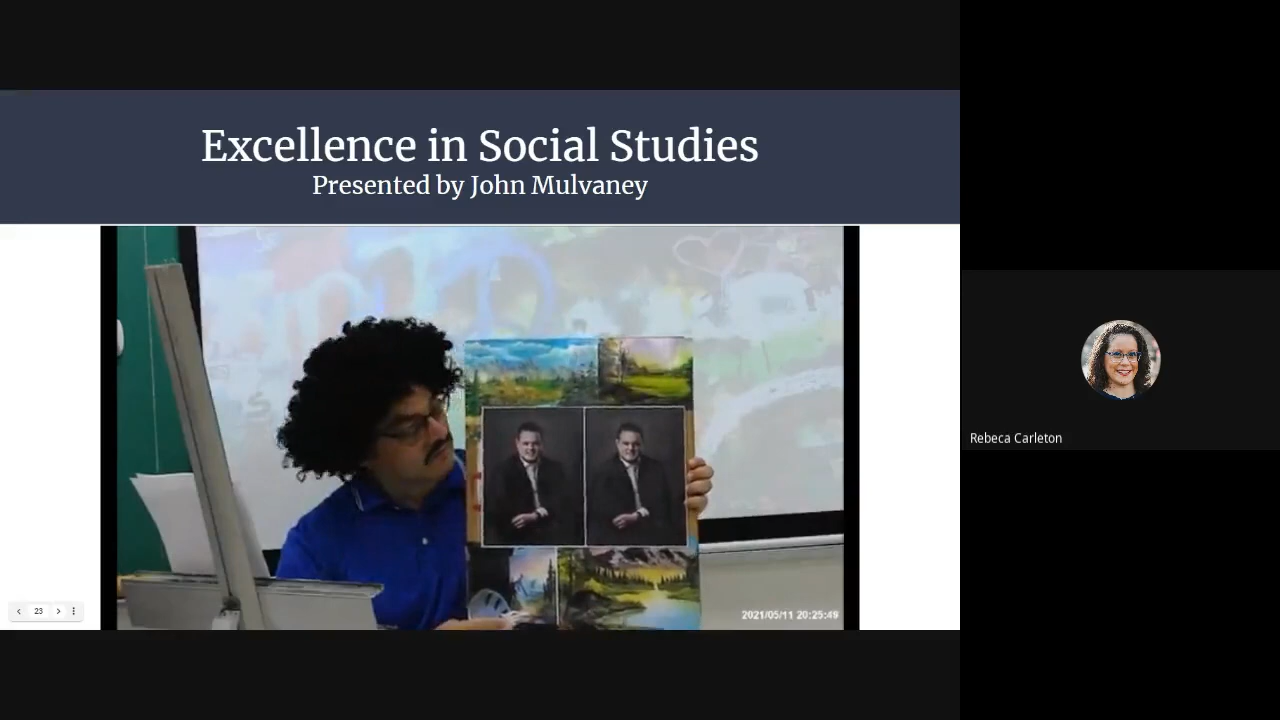 Excellence in Social Studies
Presented by John Mulvaney
2021/05/11 20:25:49
23
Rebeca Carleton